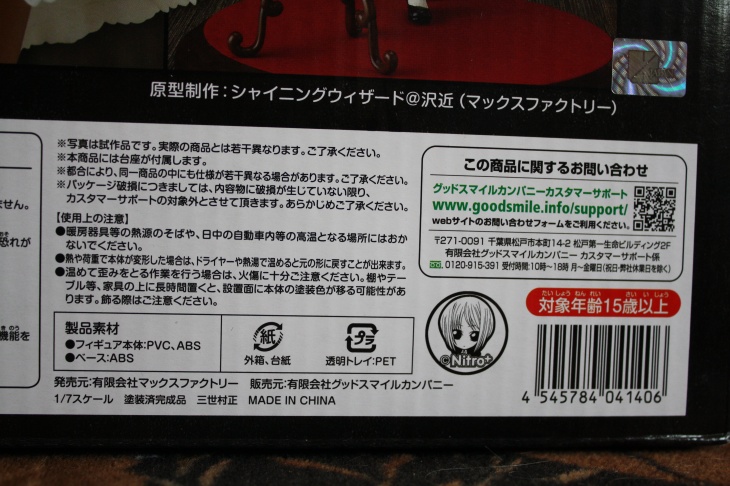 原型制作：シャイニングウィザード@沢近（マックスファクトリー）
※写真は試作品です。実際の商品とは若干異なります。ご了承ください。
※本商品には台座が付属します。
※都合により、同一商品の中にも仕様が若干異なる場合があります。ご了承ください。
※パッケージ破損につきましては、内容物に破損が生じていない限り、
カスタマーサポートの対象外とさせて頂きます。あらかじめご了承ください。
【使用上の注意】
●暖房器具等の熱源のそばや、日中の自動車内等の高温となる場所にはおか
ないでください。
●熱や荷重で本体が変形した場合は、ドライヤーや熱湯で温めると元の形に戻すことが出来ます。
●温めて歪みをとる作業を行う場合は、火傷に十分ご注意ください。棚やテー
ブル等、家具の上に長時間置くと、設置面に本体の塗装色が移る可能性があ
ります。飾る際はご注意ください。
ません。
恐れが
機能を
製品素材
●フィギュア本体:PVC、ABS
●ベース:ABS
紙
外箱、台紙
プラ
透明トレイ:PET
発売元:有限会社マックスファクトリー 販売元:有限会社グッドスマイルカンパニー
1/7スケール 塗装済完成品 三世村正 MADE IN CHINA
この商品に関するお問い合わせ
グッドスマイルカンパニーカスタマーサポート
www.goodsmile.info/support/
webサイトのお問い合わせフォームをご利用ください。
〒271-0091 千葉県松戸市本町14-2 松戸第一生命ビルディング2F
有限会社グッドスマイルカンパニー カスタマーサポート係
0120-915-391 受付時間:10時〜18時 月〜金曜日(祝日・弊社休業日を除く)
たいしょうねんれい さいいじょう
対象年齢15歳以上
©Nitro+
4 545784 041406